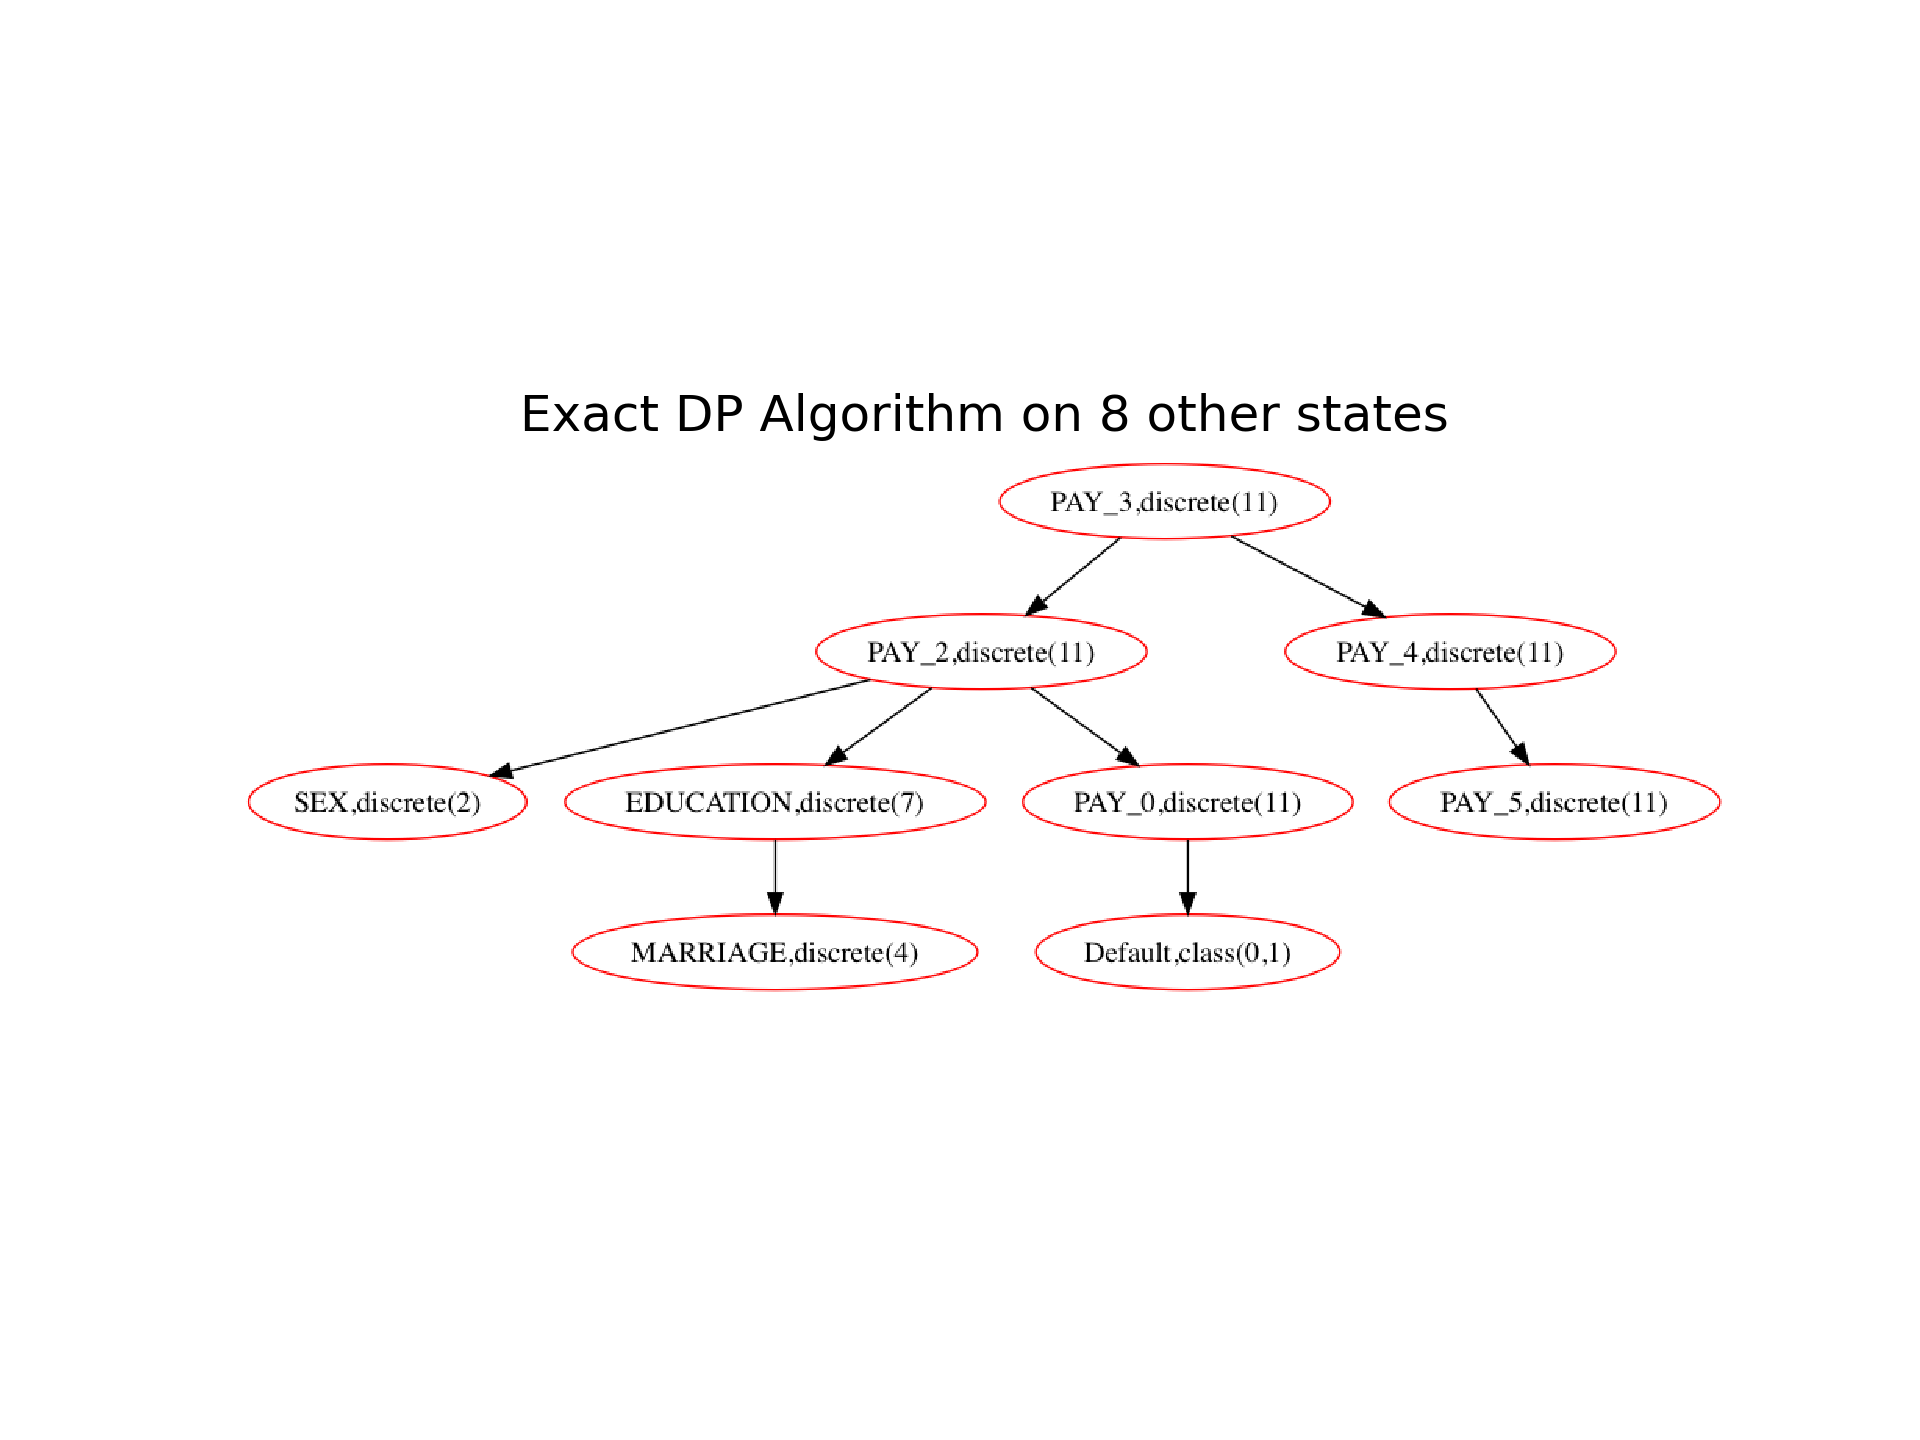 Exact DP Algorithm on 8 other states
PAY_3,discrete(11)
PAY_2,discrete(11)
PAY_4,discrete(11)
SEX,discrete(2)
EDUCATION,discrete(7)
PAY_0,discrete(11)
PAY_5,discrete(11)
MARRIAGE,discrete(4)
Default,class(0,1)